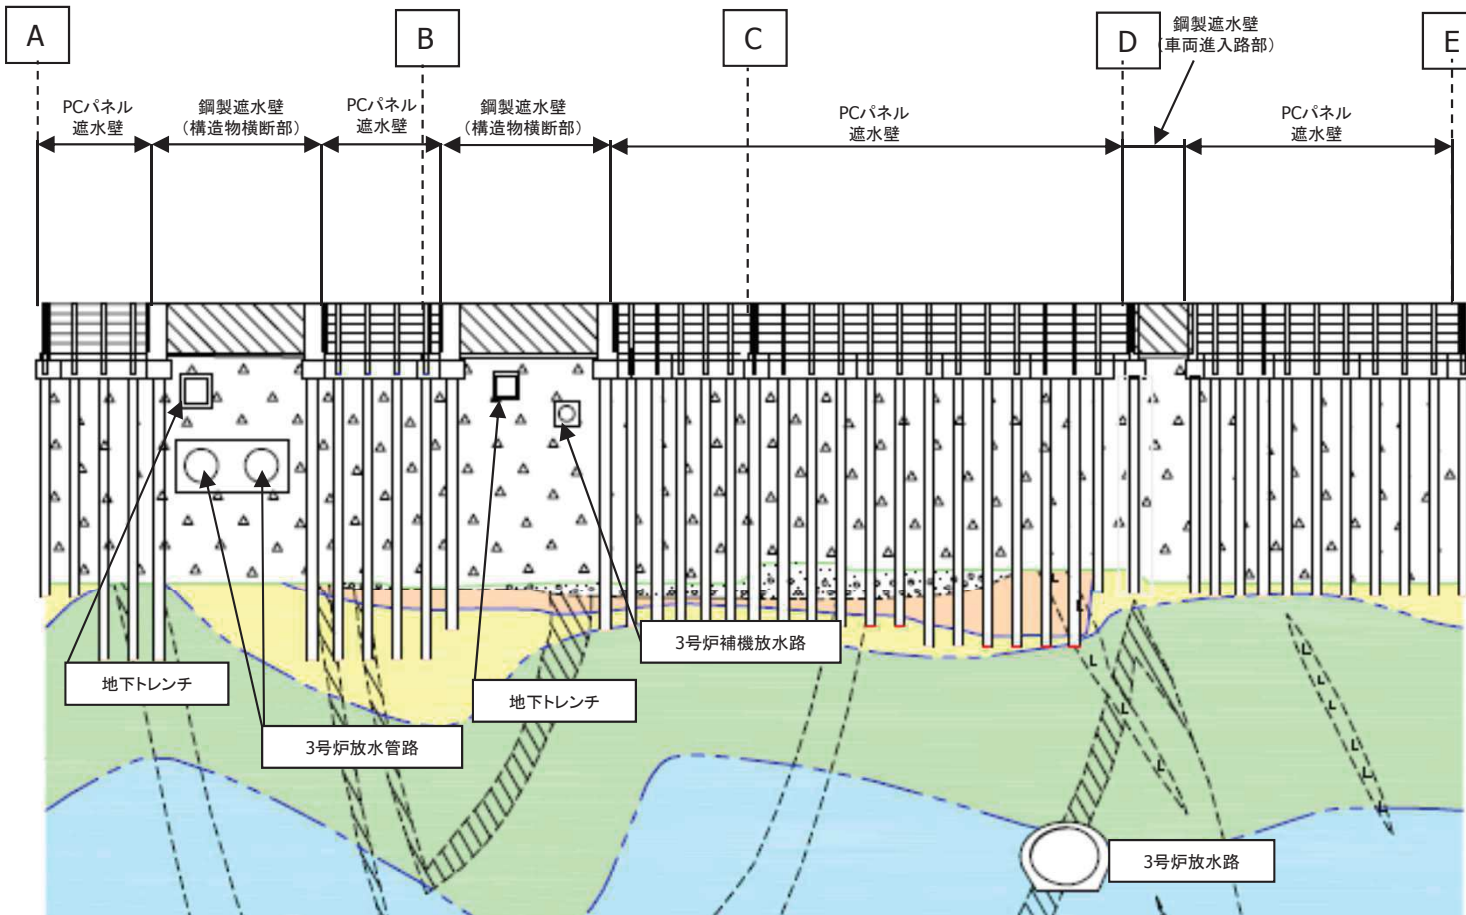 A
B
C
D
E
鋼製遮水壁
(車両進入路部)
PCパネル
遮水壁
鋼製遮水壁
(構造物横断部)
PCパネル
遮水壁
鋼製遮水壁
(構造物横断部)
PCパネル
遮水壁
PCパネル
遮水壁
3号炉補機放水路
地下トレンチ
地下トレンチ
3号炉放水管路
3号炉放水路